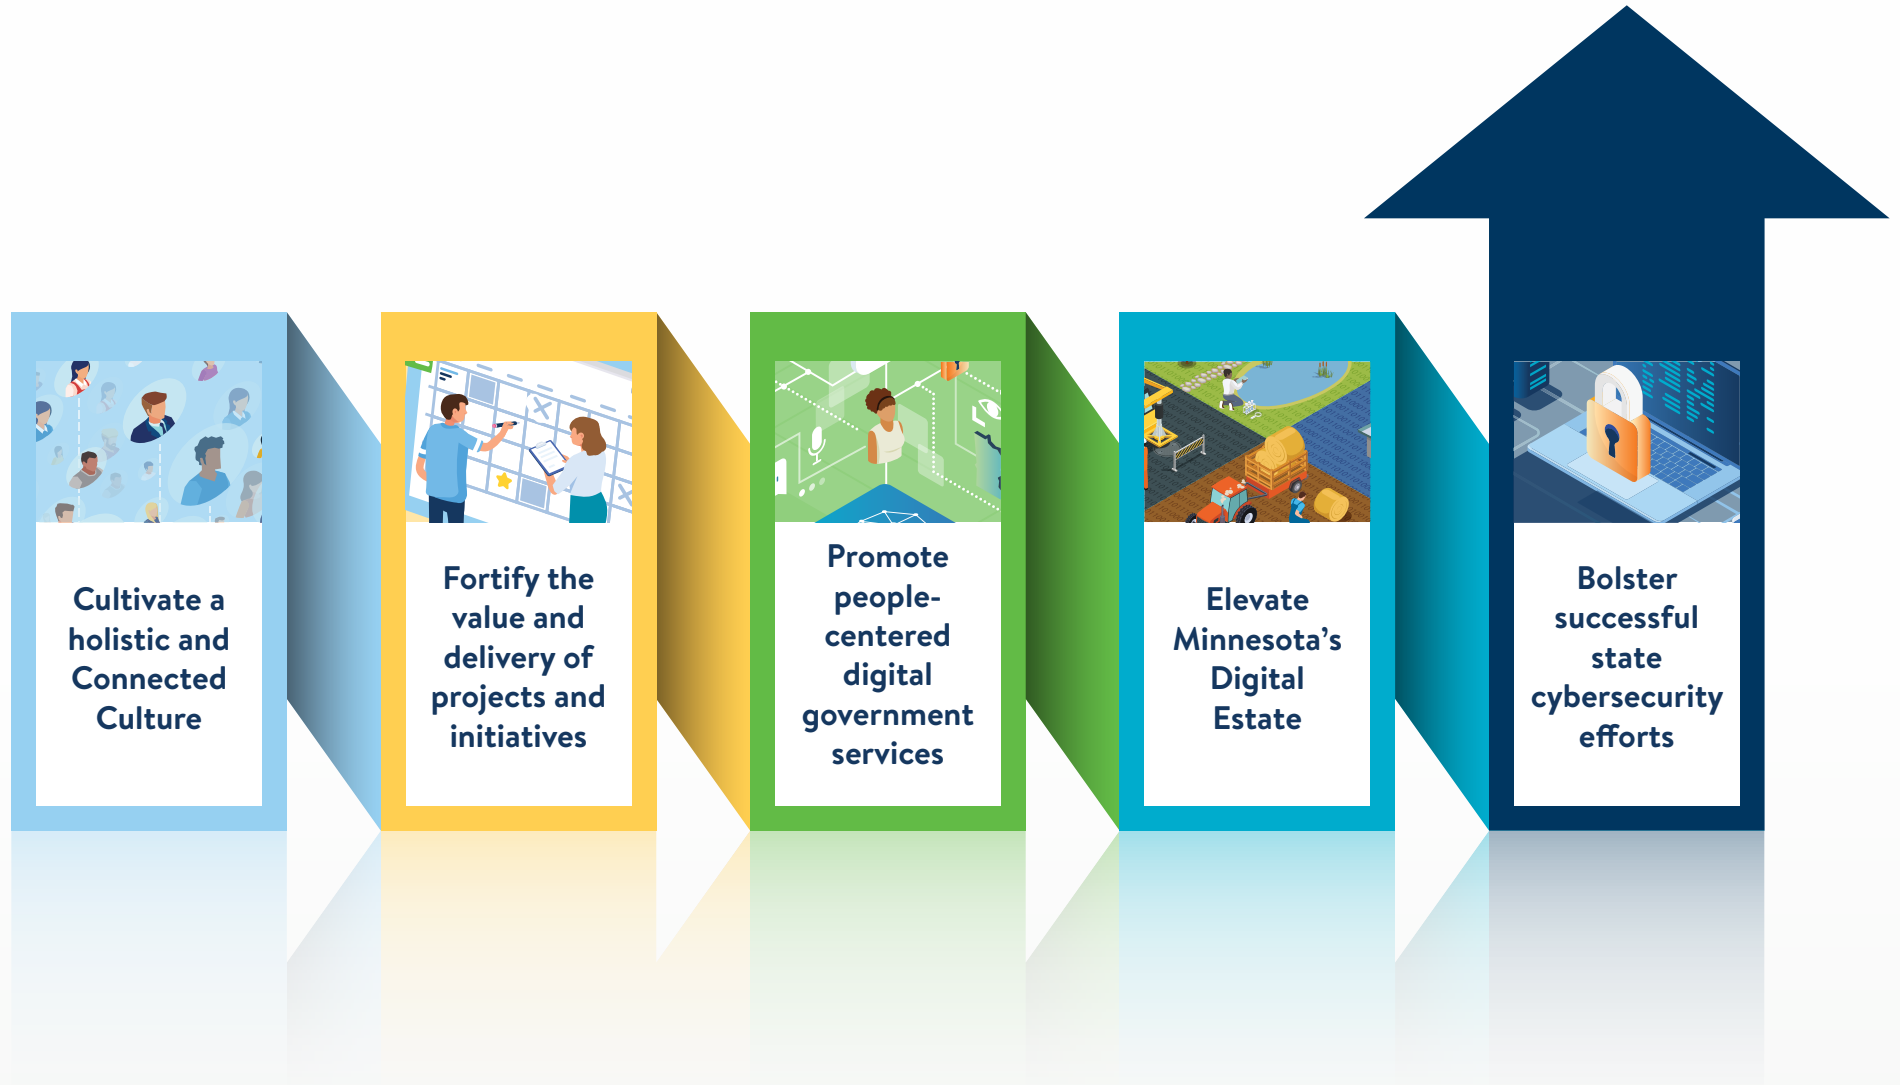 Cultivate a
holistic and
Connected
Culture
Fortify the
value and
delivery of
projects and
initiatives
Promote
people-
centered
digital
government
services
Elevate
Minnesota’s
Digital
Estate
Bolster
successful
state
cybersecurity
efforts